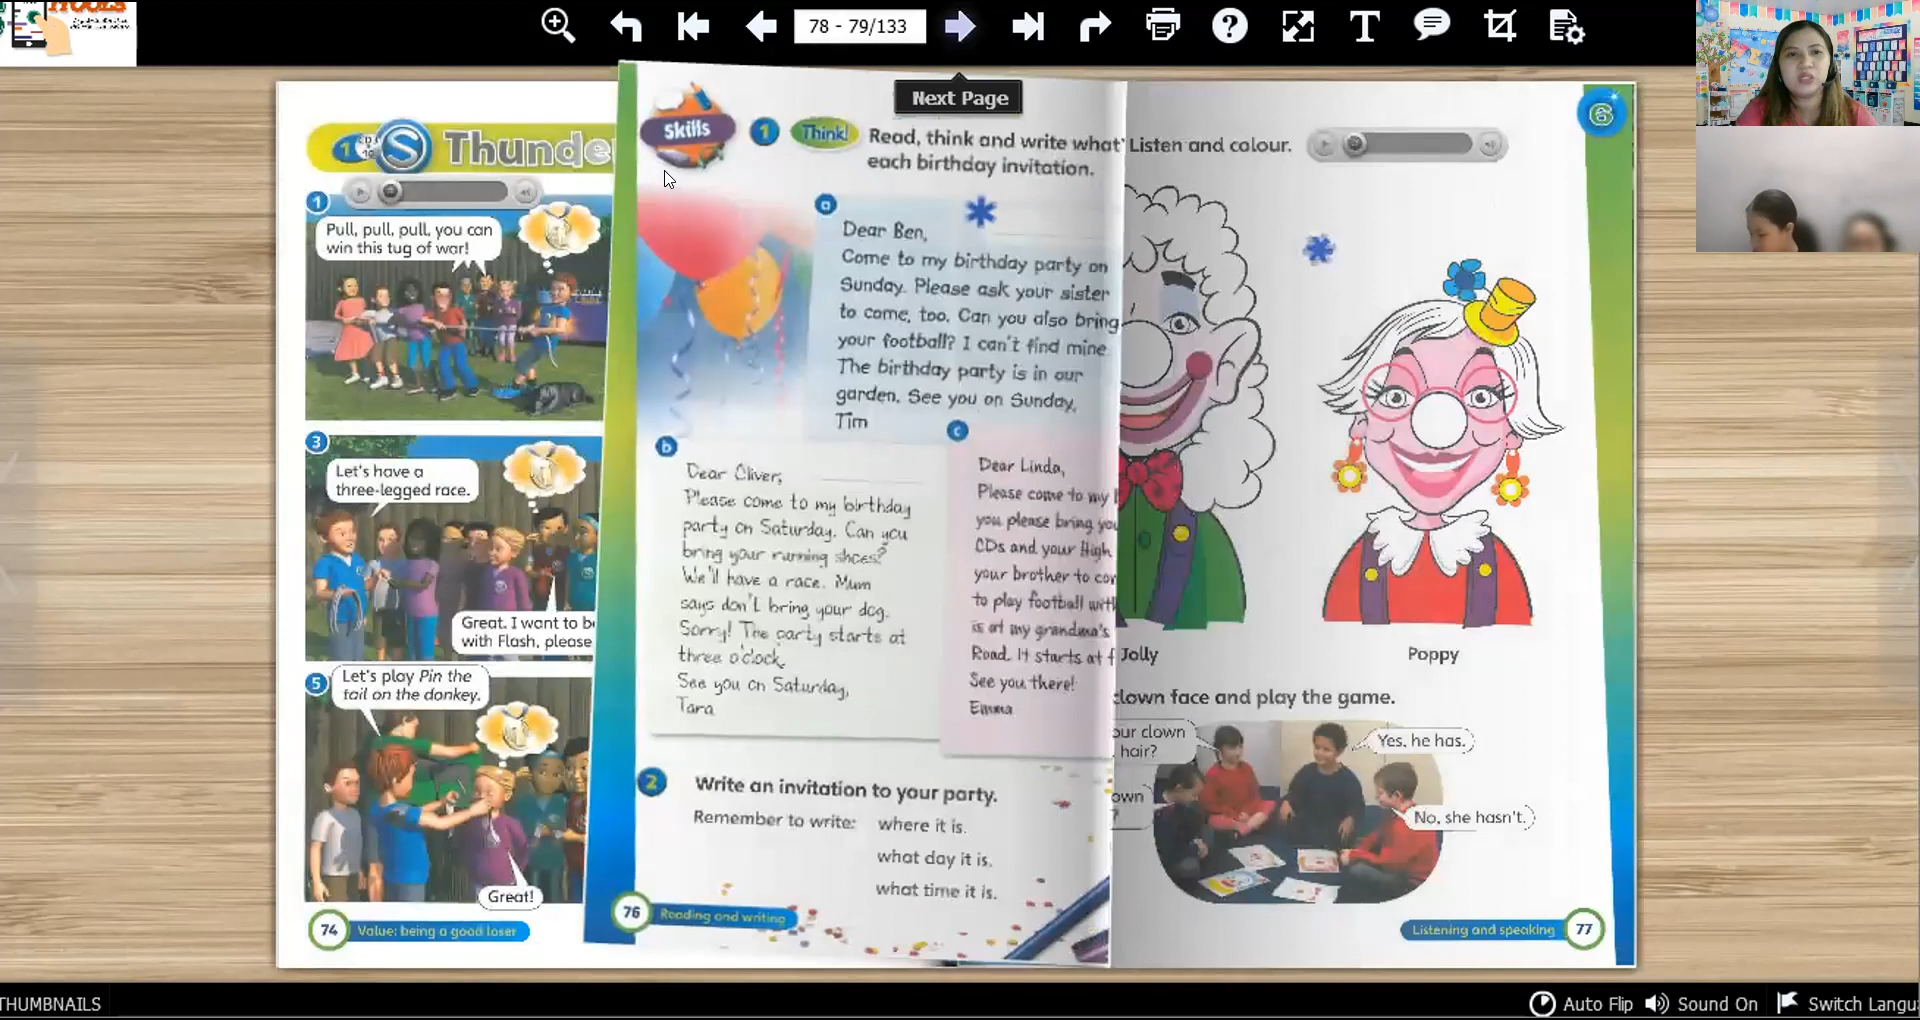 78 - 79/133
Next Page
1
S
Thunde
1
Pull, pull, pull, you can
win this tug of war!
3
Let's have a
three-legged race.
Great. I want to b
with Flash, please
5
Let's play Pin the
tail on the donkey.
Great!
74
Value: being a good loser
Skills
1
Think!
Read, think and write what
each birthday invitation.
a
Dear Ben,
Come to my birthday party on
Sunday. Please ask your sister
to come, too. Can you also bring
your football? I can't find mine.
The birthday party is in our
garden. See you on Sunday,
Tim
b
Dear Oliver,
Please come to my birthday
party on Saturday. Can you
bring your running shoes?
We'll have a race. Mum
says don't bring your dog.
Sorry! The party starts at
three o'clock.
See you on Saturday,
Tara
c
Dear Linda,
Please come to my
you please bring you
CDs and your High
your brother to co
to play football with
is at my grandma's
Road. It starts at f
See you there!
Emma
2
Write an invitation to your party.
Remember to write: where it is.
what day it is.
what time it is.
76
Reading and writing
Listen and colour.
6
Jolly
Poppy
clown face and play the game.
our clown
hair?
Yes, he has.
own
?
No, she hasn't.
Listening and speaking
77
THUMBNAILS
Auto Flip
Sound On
Switch Langu